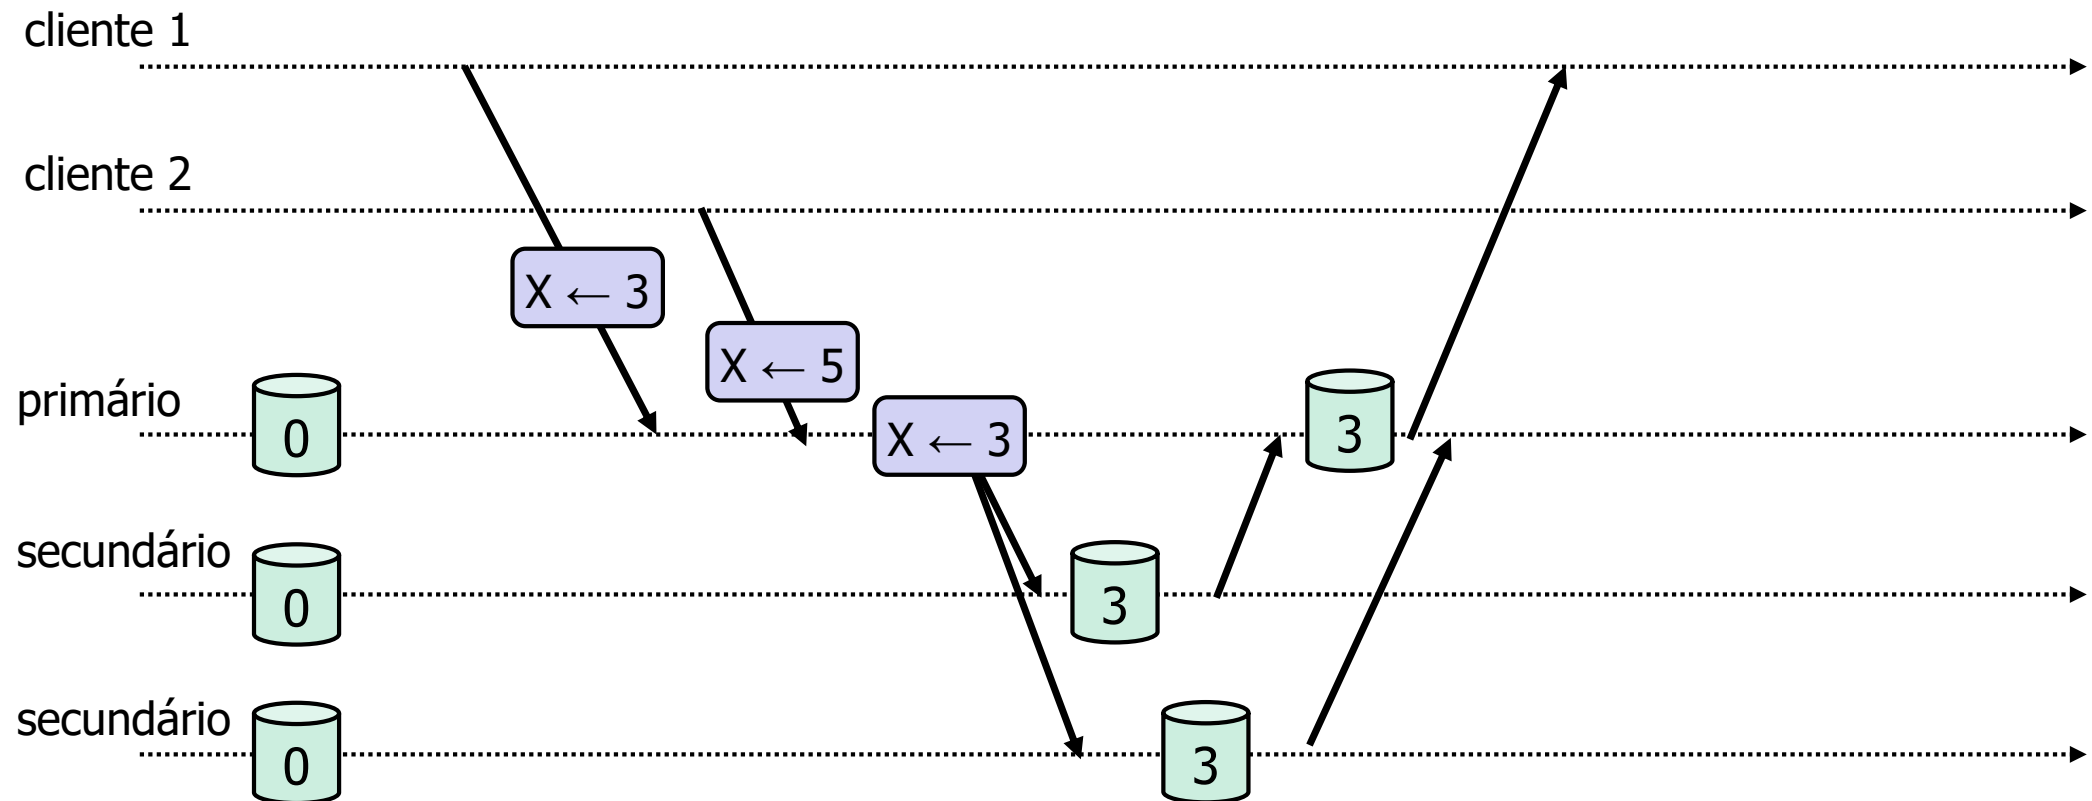 cliente 1
cliente 2
X ← 3
X ← 5
primário
0
X ← 3
3
secundário
0
3
secundário
0
3